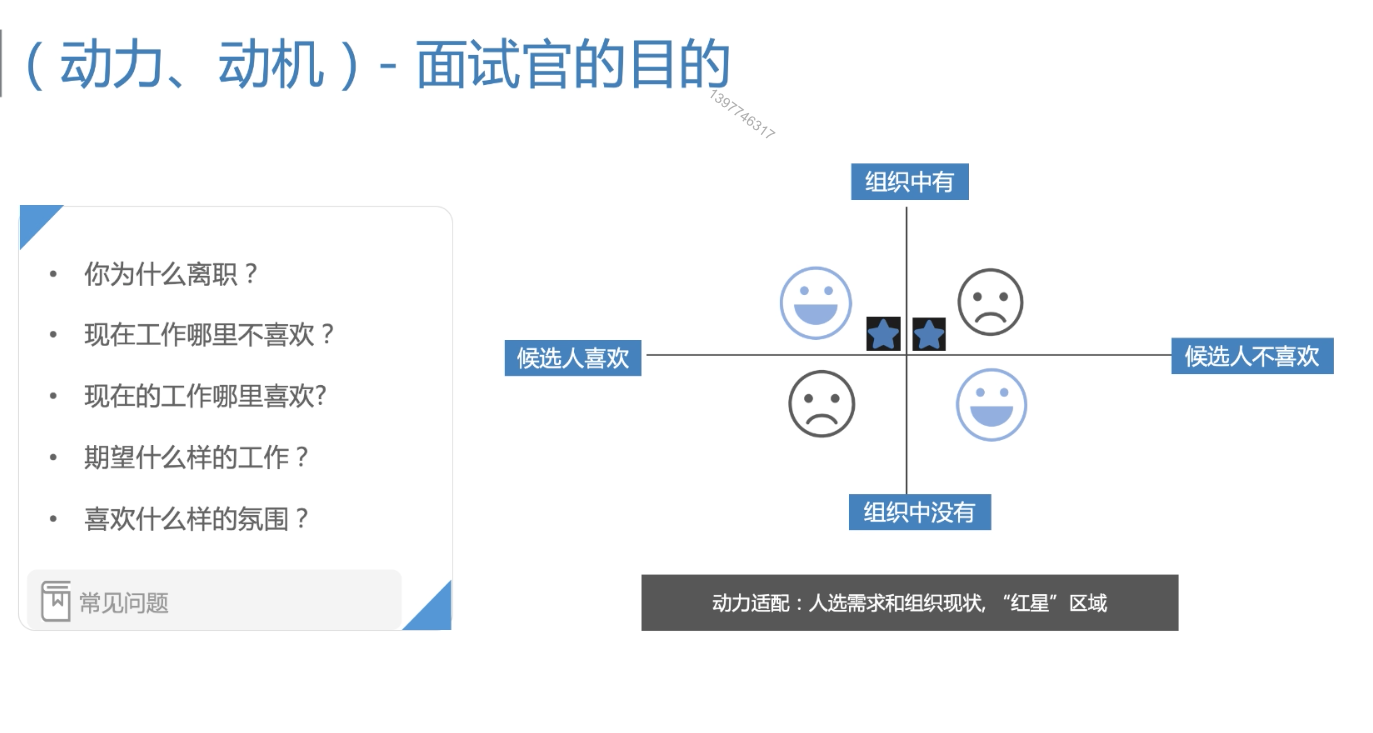 （动力、动机）- 面试官的目的
1397746317
• 你为什么离职？
• 现在工作哪里不喜欢？
• 现在的工作哪里喜欢?
• 期望什么样的工作？
• 喜欢什么样的氛围？
常见问题
组织中有
候选人喜欢
候选人不喜欢
组织中没有
动力适配：人选需求和组织现状，“红星”区域